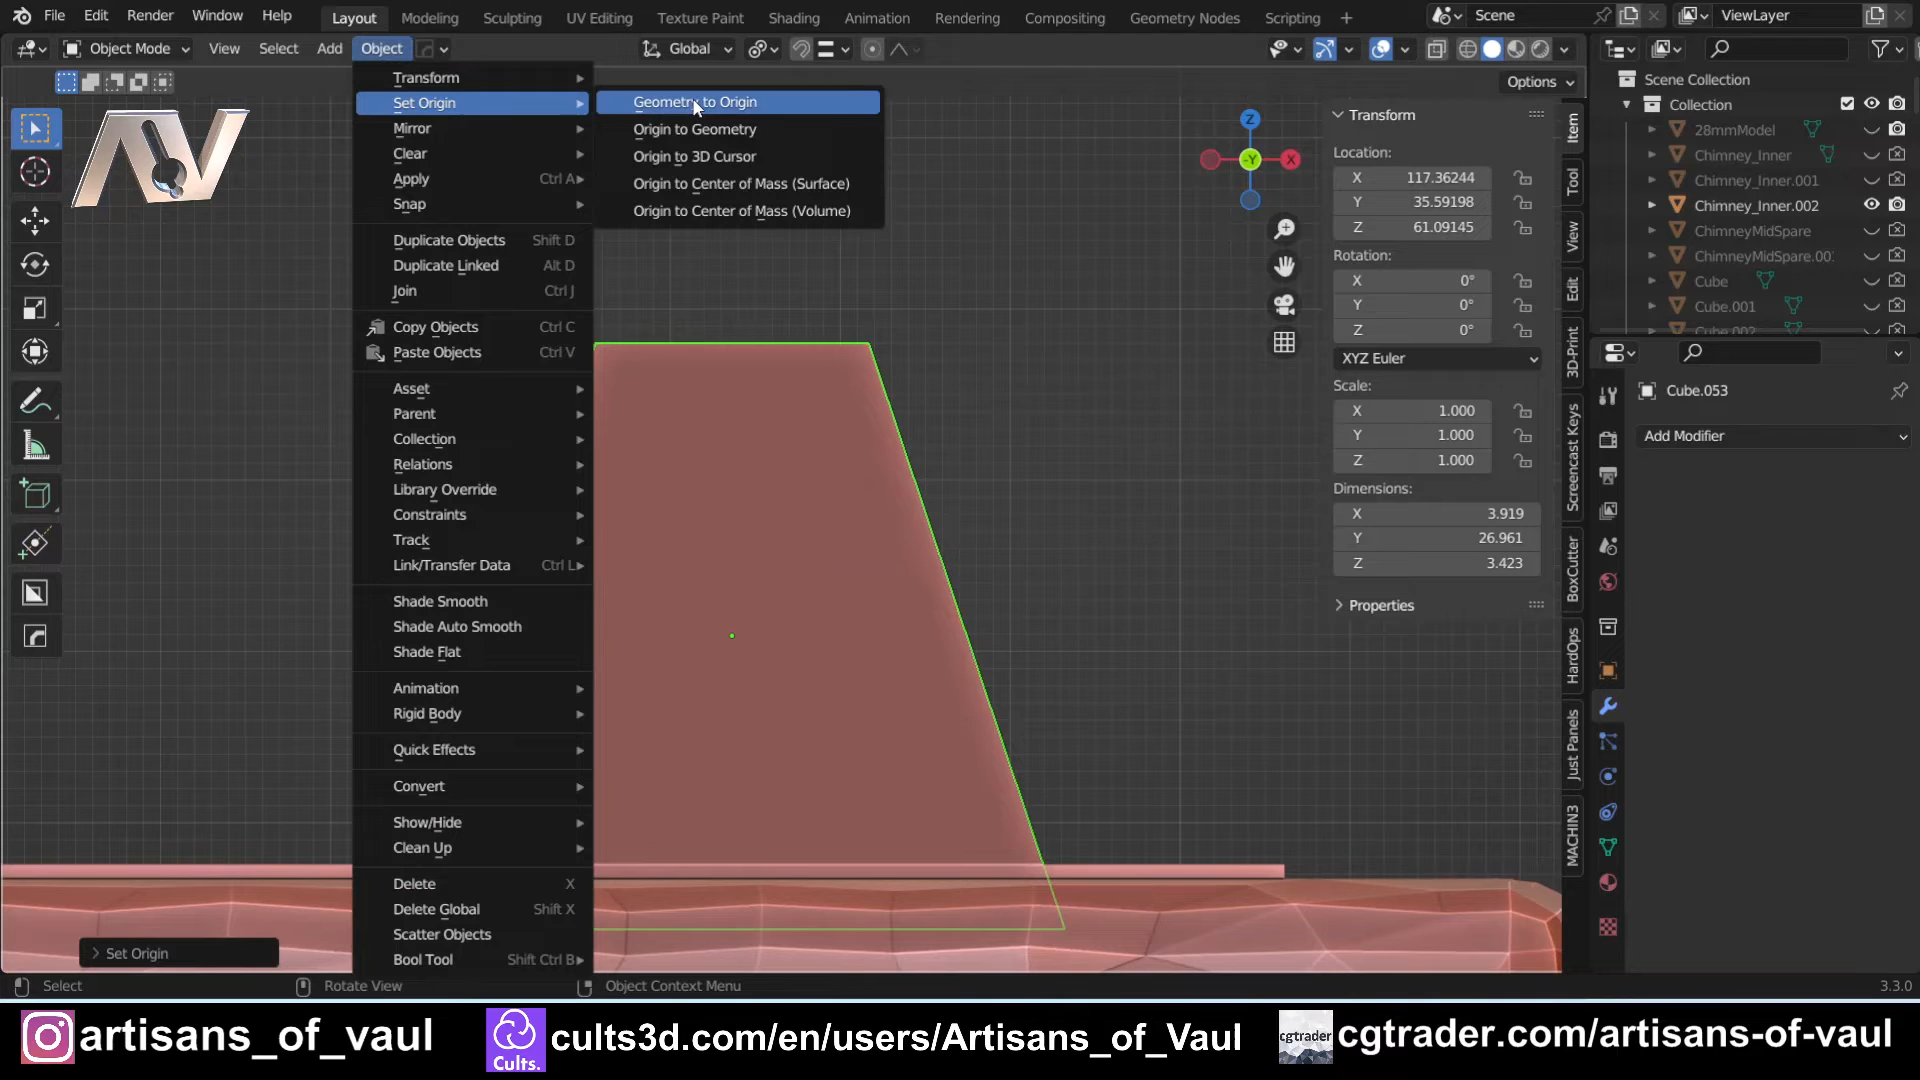 File Edit Render Window Help Layout Modeling Sculpting UV Editing Texture Paint Shading Animation Rendering Compositing Geometry Nodes Scripting + Scene ViewLayer
Object Mode View Select Add Object Global
Options
Transform
Set Origin
Mirror
Clear
Apply Ctrl A
Snap
Duplicate Objects Shift D
Duplicate Linked Alt D
Join Ctrl J
Copy Objects Ctrl C
Paste Objects Ctrl V
Asset
Parent
Collection
Relations
Library Override
Constraints
Track
Link/Transfer Data Ctrl L
Shade Smooth
Shade Auto Smooth
Shade Flat
Animation
Rigid Body
Quick Effects
Convert
Show/Hide
Clean Up
Delete X
Delete Global Shift X
Scatter Objects
Bool Tool Shift Ctrl B
Geometry to Origin
Origin to Geometry
Origin to 3D Cursor
Origin to Center of Mass (Surface)
Origin to Center of Mass (Volume)
AV
Z
-Y
X
Transform
Location:
X 117.36244
Y 35.59198
Z 61.09145
Rotation:
X 0°
Y 0°
Z 0°
XYZ Euler
Scale:
X 1.000
Y 1.000
Z 1.000
Dimensions:
X 3.919
Y 26.961
Z 3.423
Properties
Item
Tool
View
Edit
3D-Print
Screencast Keys
BoxCutter
HardOps
Just Panels
MACHIN3
Scene Collection
Collection
28mmModel
Chimney_Inner
Chimney_Inner.001
Chimney_Inner.002
ChimneyMidSpare
ChimneyMidSpare.00
Cube
Cube.001
Cube.002
Cube.053
Add Modifier
Set Origin
Select Rotate View Object Context Menu 3.3.0
artisans_of_vaul
Cults.
cults3d.com/en/users/Artisans_of_Vaul
cgtrader
cgtrader.com/artisans-of-vaul